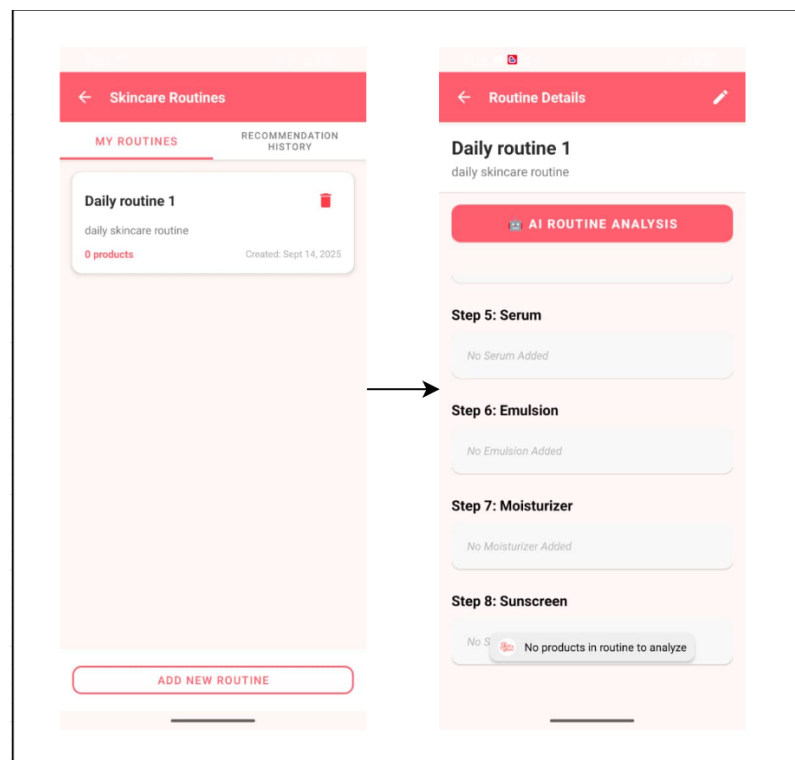 Skincare Routines
MY ROUTINES
RECOMMENDATION
HISTORY
Daily routine 1
daily skincare routine
0 products
Created: Sept 14, 2025
ADD NEW ROUTINE
Routine Details
Daily routine 1
daily skincare routine
AI ROUTINE ANALYSIS
Step 5: Serum
No Serum Added
Step 6: Emulsion
No Emulsion Added
Step 7: Moisturizer
No Moisturizer Added
Step 8: Sunscreen
No S
No products in routine to analyze